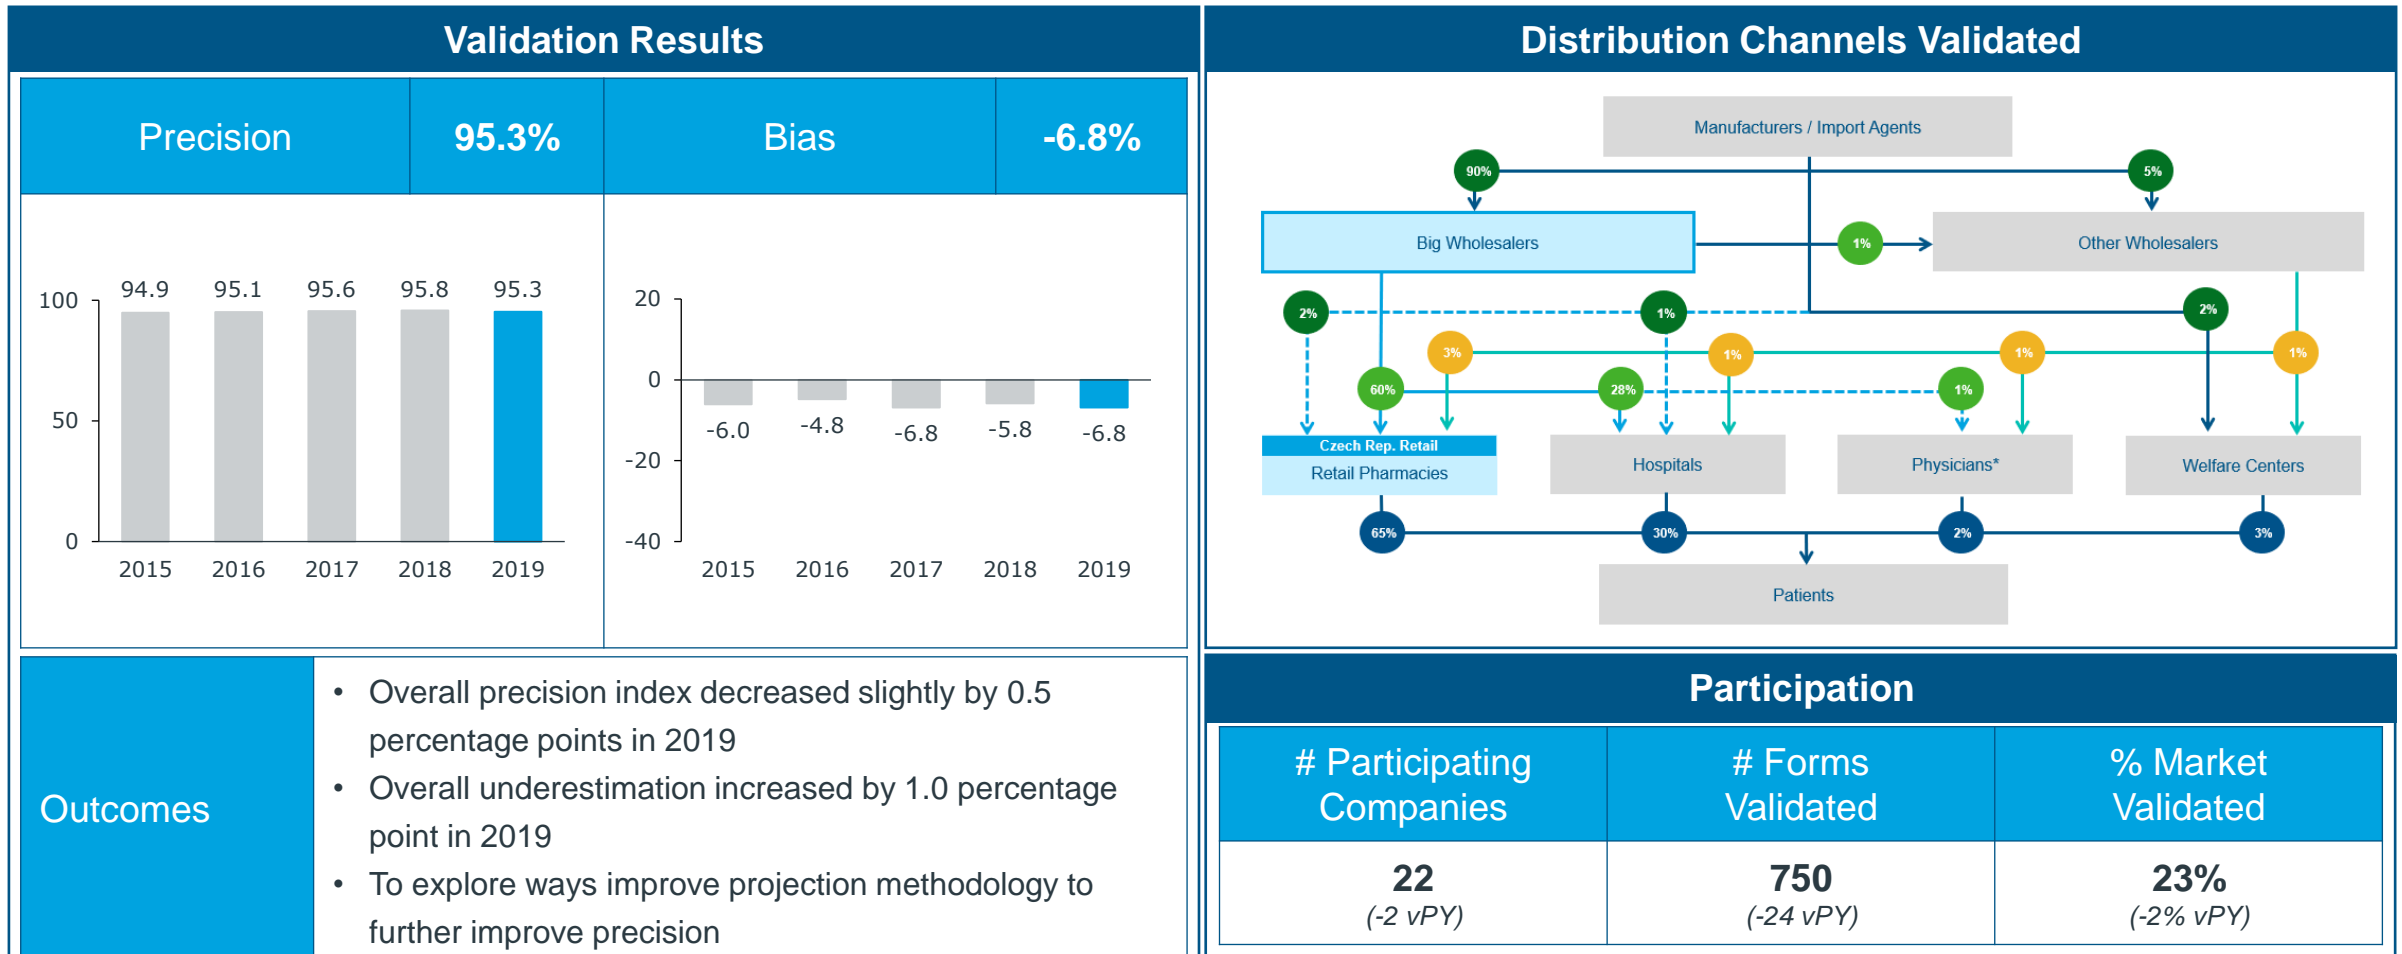 Validation Results
Precision
95.3%
Bias
-6.8%
100
50
0
94.9
95.1
95.6
95.8
95.3
2015
2016
2017
2018
2019
20
0
-20
-40
-6.0
-4.8
-6.8
-5.8
-6.8
2015
2016
2017
2018
2019
Outcomes
• Overall precision index decreased slightly by 0.5
percentage points in 2019
• Overall underestimation increased by 1.0 percentage
point in 2019
• To explore ways improve projection methodology to
further improve precision
Distribution Channels Validated
Manufacturers / Import Agents
90%
5%
Big Wholesalers
1%
Other Wholesalers
2%
1%
2%
3%
1%
1%
1%
60%
28%
1%
Czech Rep. Retail
Retail Pharmacies
Hospitals
Physicians*
Welfare Centers
65%
30%
2%
3%
Patients
Participation
# Participating
Companies
# Forms
Validated
% Market
Validated
22
(-2 vPY)
750
(-24 vPY)
23%
(-2% vPY)